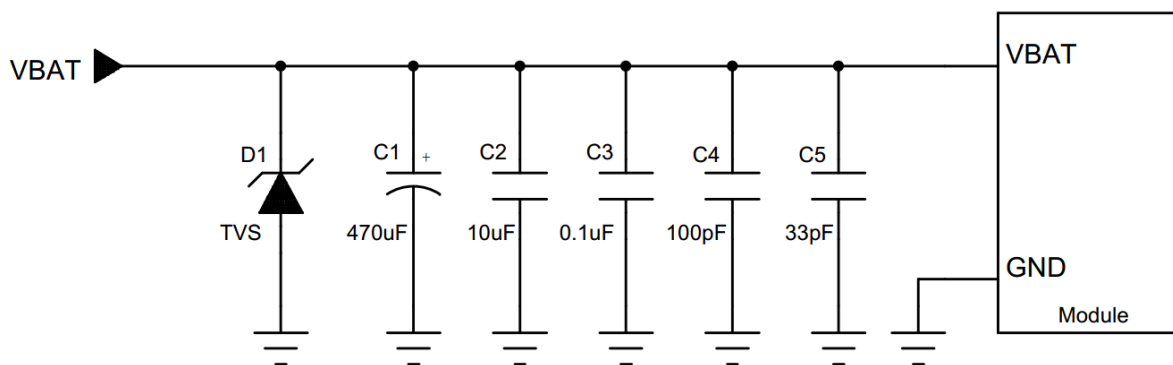 VBAT
VBAT
D1
C1
+
C2
C3
C4
C5
TVS
470uF
10uF
0.1uF
100pF
33pF
GND
Module